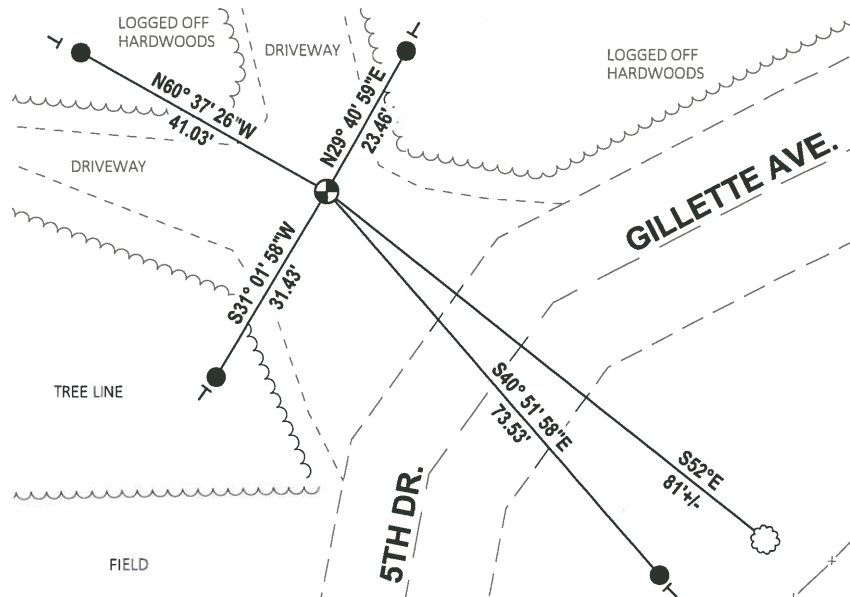 LOGGED OFF
HARDWOODS
DRIVEWAY
LOGGED OFF
HARDWOODS
N60° 37' 26"W
41.03'
N29° 40' 59"E
23.46'
DRIVEWAY
GILLETTE AVE.
S31° 01' 58"W
31.43'
TREE LINE
S40° 51' 58"E
73.53'
S52°E
81'+/-
5TH DR.
FIELD